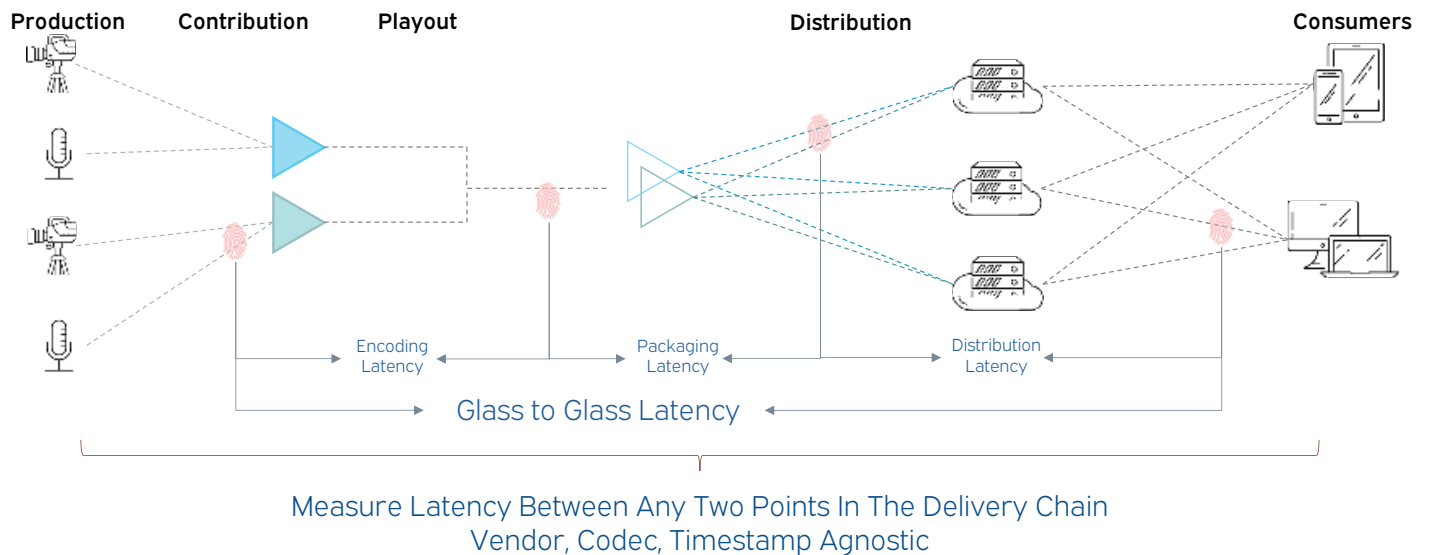 Production
Contribution
Playout
Distribution
Consumers
Encoding
Latency
Packaging
Latency
Distribution
Latency
Glass to Glass Latency
Measure Latency Between Any Two Points In The Delivery Chain
Vendor, Codec, Timestamp Agnostic